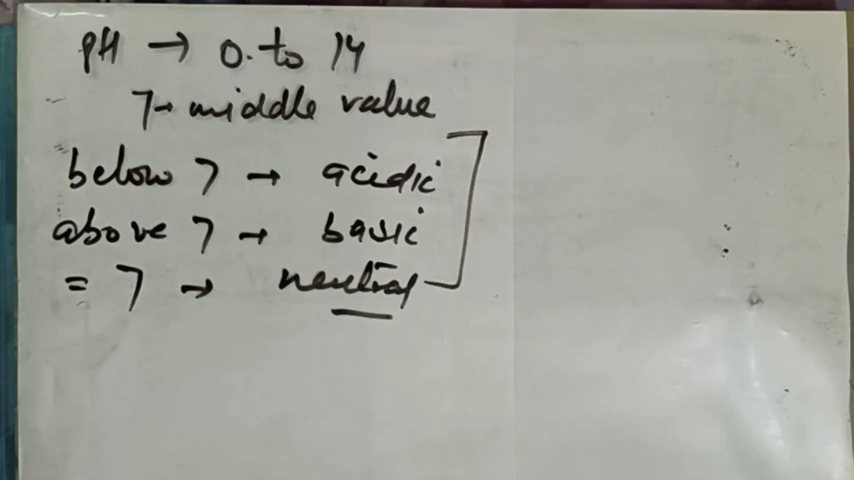 pH → 0. to 14
7 → middle value
below 7 → acidic
above 7 → basic
= 7 → neutral